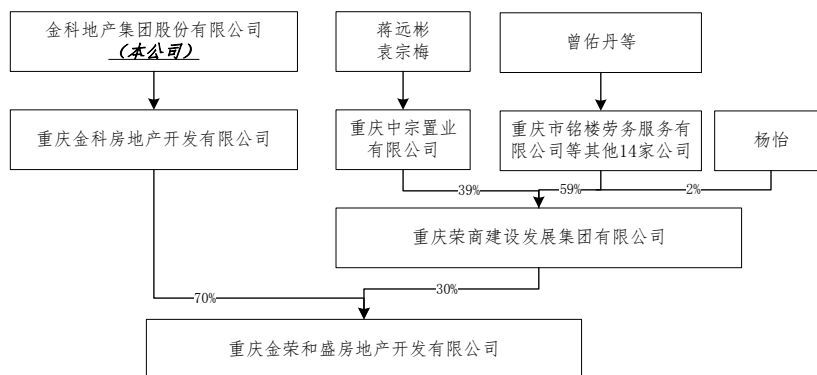 金科地产集团股份有限公司
（本公司）
蒋远彬
袁宗梅
曾佑丹等
重庆金科房地产开发有限公司
重庆中宗置业
有限公司
重庆市铭楼劳务服务有
限公司等其他14家公司
杨怡
39%
59%
2%
重庆荣商建设发展集团有限公司
70%
30%
重庆金荣和盛房地产开发有限公司